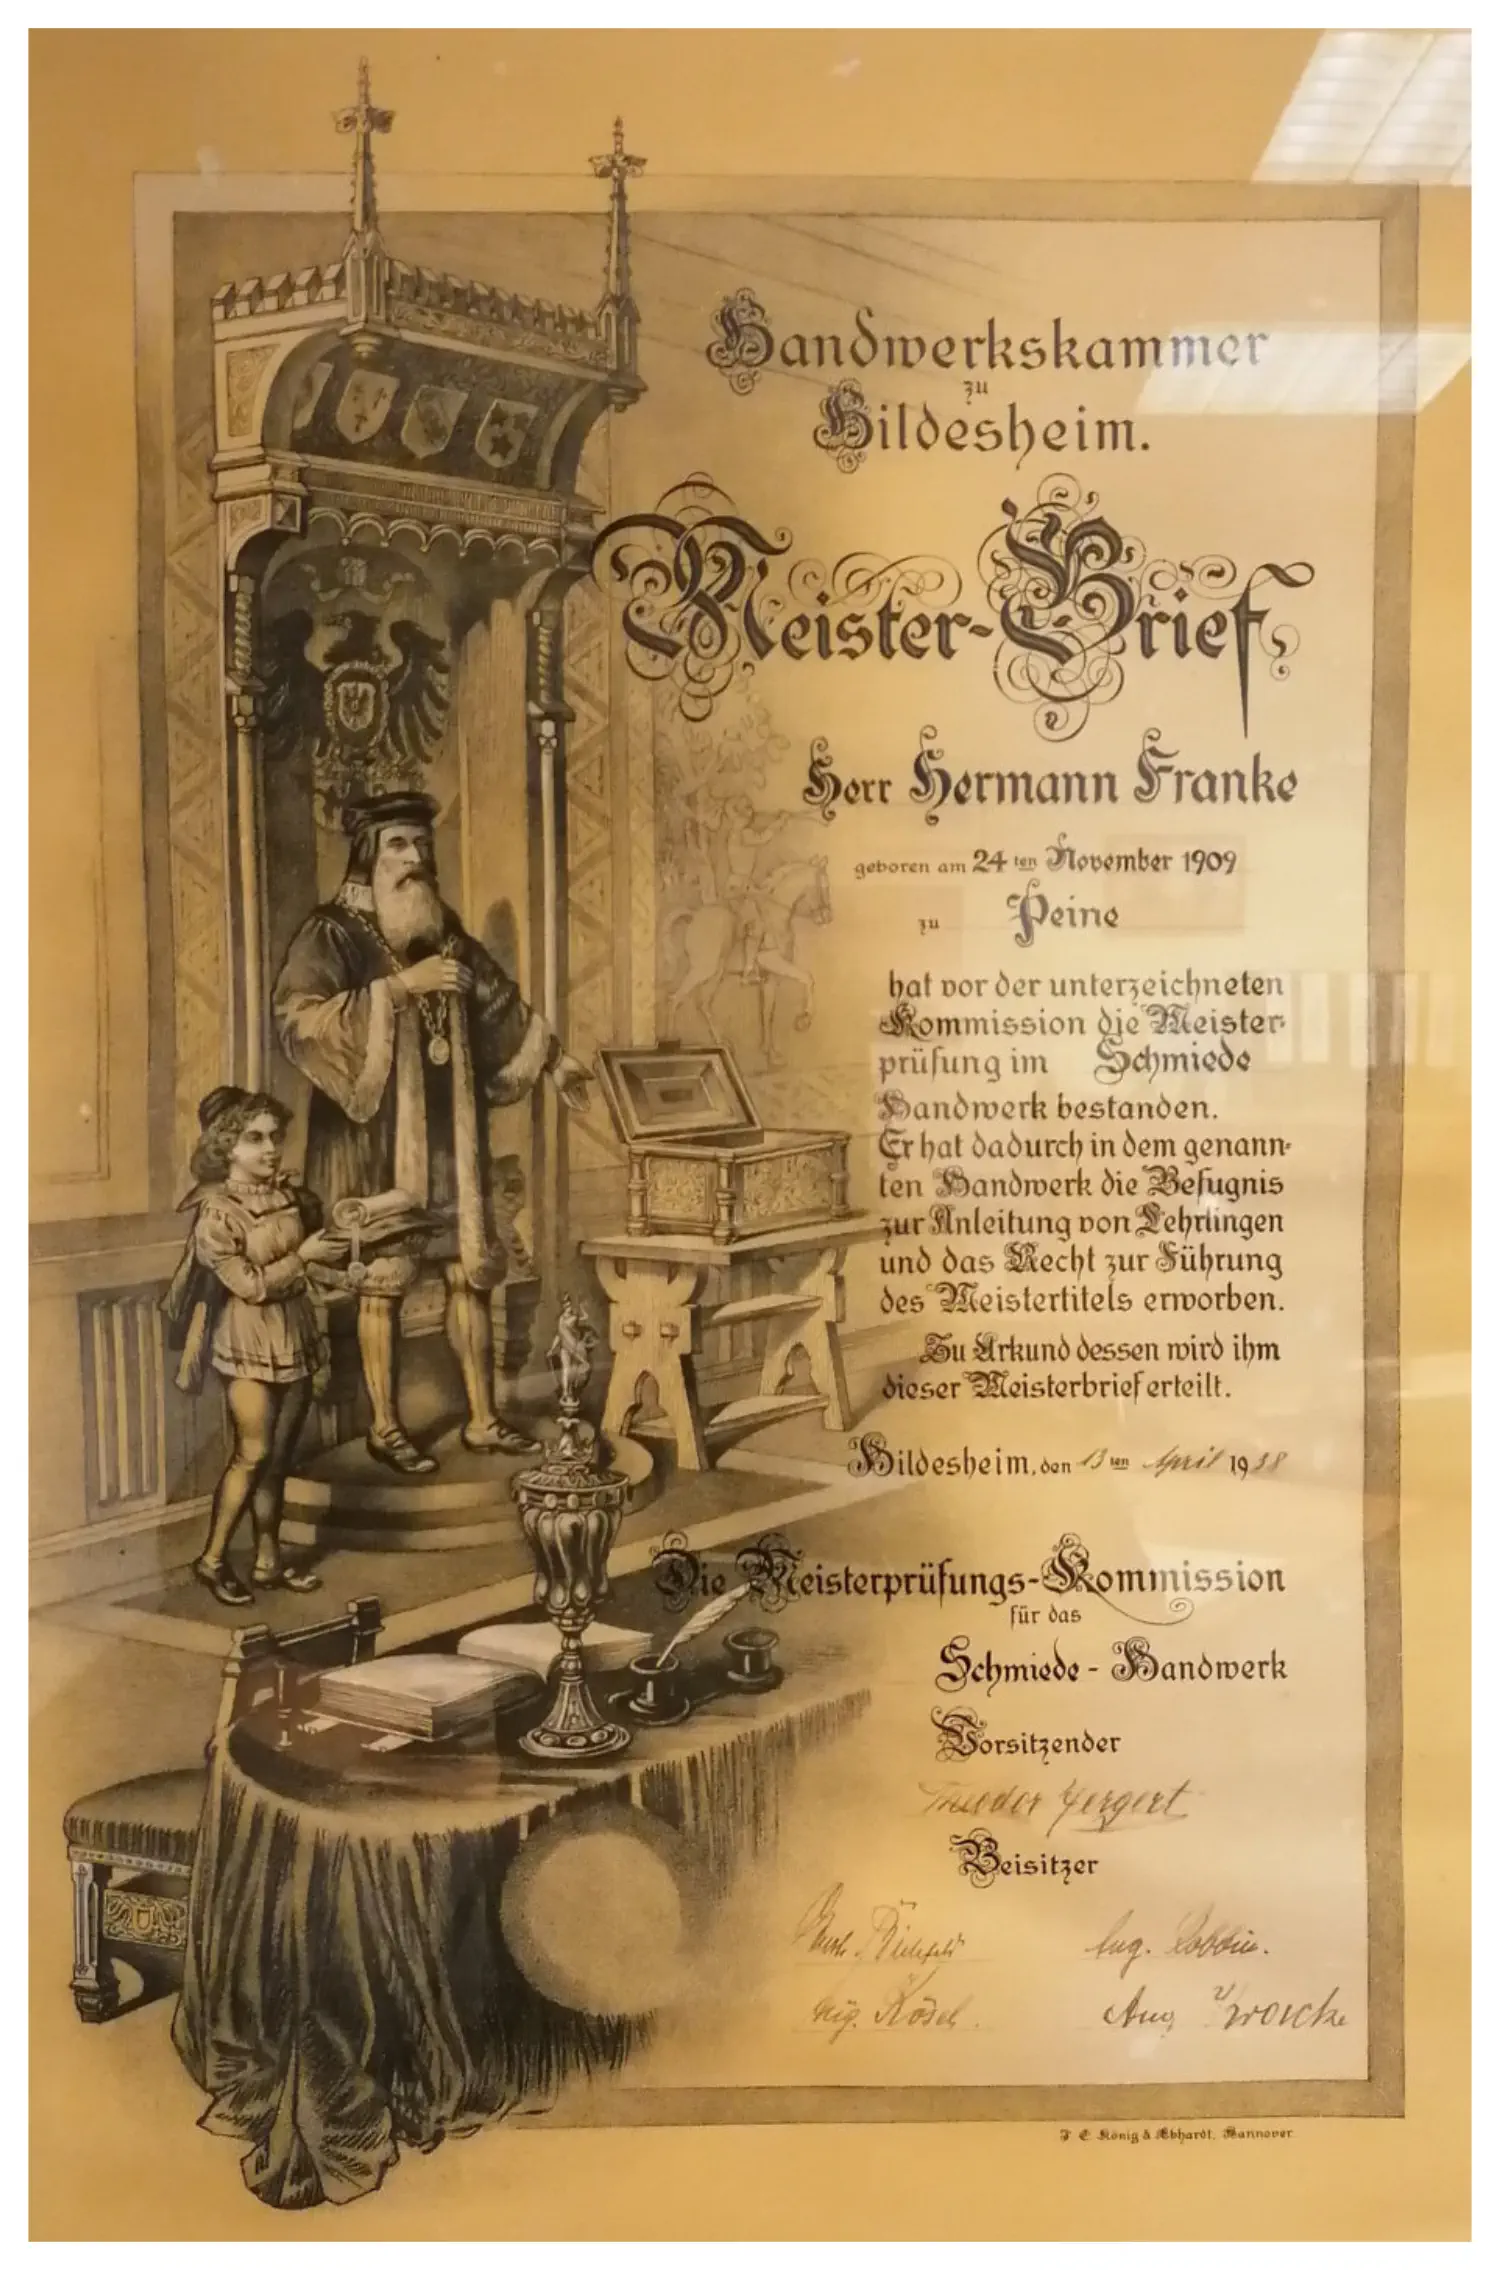 Handwerkskammer
zu
Hildesheim.
Meister-Brief
Herr Hermann Franke
geboren am 24ten November 1909
zu Peine
hat vor der unterzeichneten
Kommission die Meister-
prüfung im Schmiede
Handwerk bestanden.
Er hat dadurch in dem genann-
ten Handwerk die Befugnis
zur Anleitung von Lehrlingen
und das Recht zur Führung
des Meistertitels erworben.
Zu Urkund dessen wird ihm
dieser Meisterbrief erteilt.
Hildesheim, den 13ten April 1938
Die Meisterprüfungs-Kommission
für das
Schmiede - Handwerk
Vorsitzender
Theodor
Beisitzer
Aug.
Aug.
J. C. König & Ebhardt, Hannover